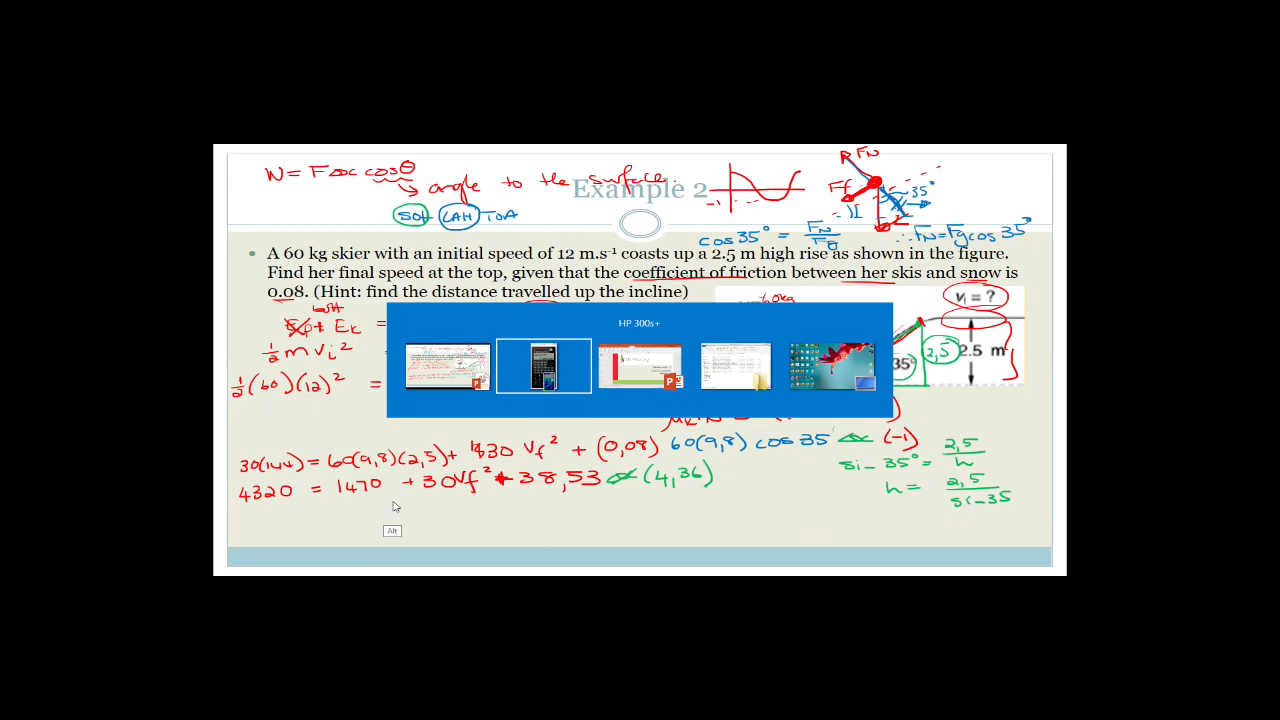 W = FΔx cosθ
→ angle to the surface.
Example 2
SOH CAH TOA
FN
Ff
35°
cos 35° = FN/Fg
∴ FN = Fg cos 35°
A 60 kg skier with an initial speed of 12 m.s-1 coasts up a 2.5 m high rise as shown in the figure.
Find her final speed at the top, given that the coefficient of friction between her skis and snow is
0.08. (Hint: find the distance travelled up the incline)
60kg
vi = ?
Ep + Ek =
HP 300s+
½ m vi² =
2,5
2.5 m
35°
½(60)(12)² =
30(144) = 60(9,8)(2,5) + 30 vf² + (0,08) 60(9,8) cos 35° Δx (-1)
4320 = 1470 + 30vf² - 38,53 Δx (4,36)
sin 35° = 2,5/h
h = 2,5/sin 35
Alt